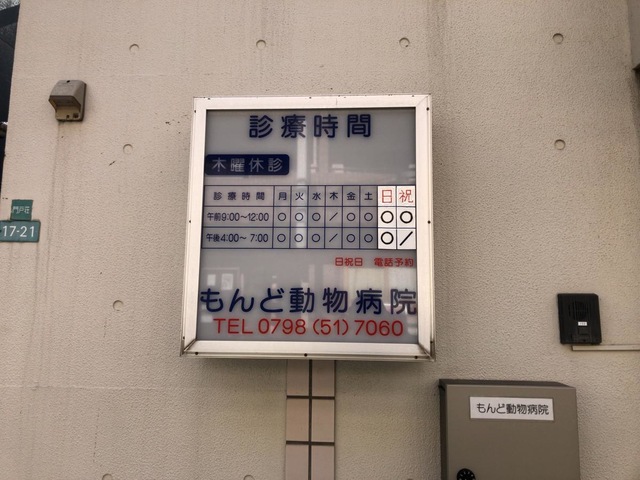 診療時間
木曜休診
診療時間 月 火 水 木 金 土 日 祝
午前9:00～12:00 ○ ○ ○ ／ ○ ○ ○ ○
午後4:00～7:00 ○ ○ ○ ／ ○ ○ ○ ／
日祝日 電話予約
もんど動物病院
TEL 0798 (51) 7060
門戸荘
17-21
もんど動物病院